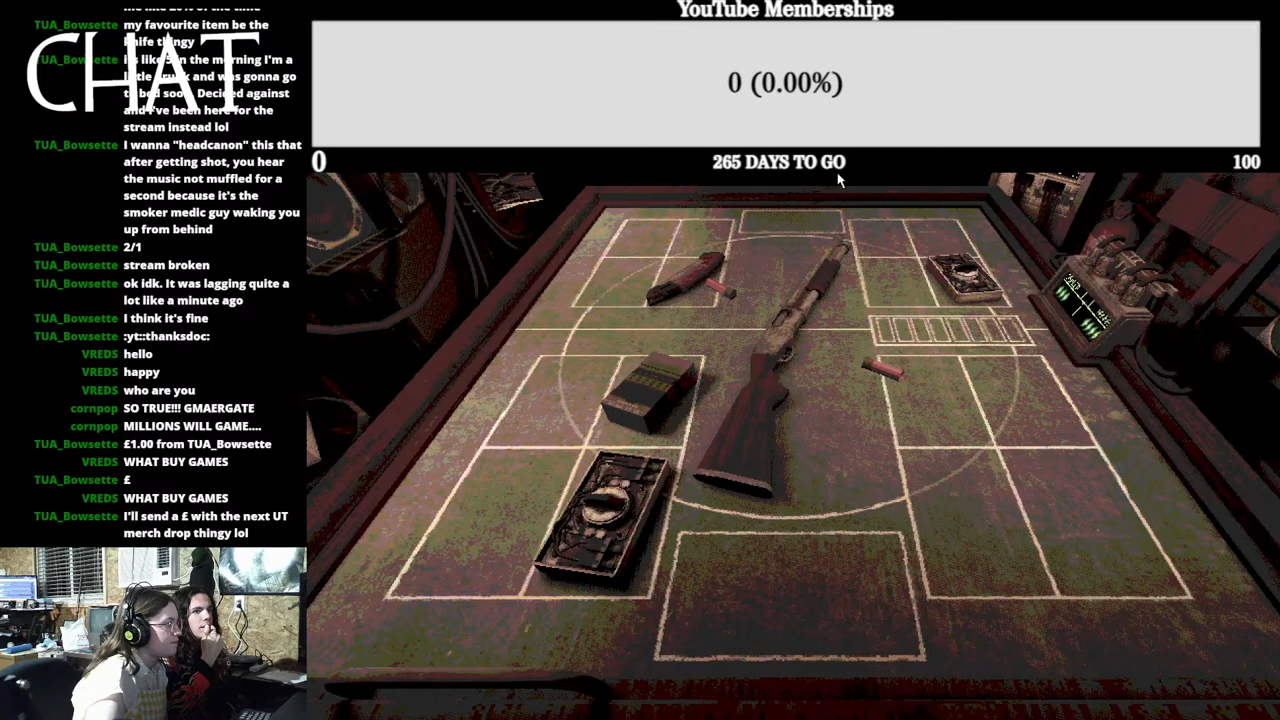 YouTube Memberships
0 (0.00%)
0
265 DAYS TO GO
100
CHAT
TUA_Bowsette my favourite item be the
knife thingy
in the morning I'm a
and was gonna go
bed soon. Decided against
and I've been here for the
stream instead lol
TUA_Bowsette I wanna "headcanon" this that
after getting shot, you hear
the music not muffled for a
second because it's the
smoker medic guy waking you
up from behind
TUA_Bowsette 2/1
TUA_Bowsette stream broken
TUA_Bowsette ok idk. It was lagging quite a
lot like a minute ago
TUA_Bowsette I think it's fine
TUA_Bowsette :yt::thanksdoc:
VREDS hello
VREDS happy
VREDS who are you
cornpop SO TRUE!!! GMAERGATE
cornpop MILLIONS WILL GAME....
TUA_Bowsette £1.00 from TUA_Bowsette
VREDS WHAT BUY GAMES
TUA_Bowsette £
VREDS WHAT BUY GAMES
TUA_Bowsette I'll send a £ with the next UT
merch drop thingy lol